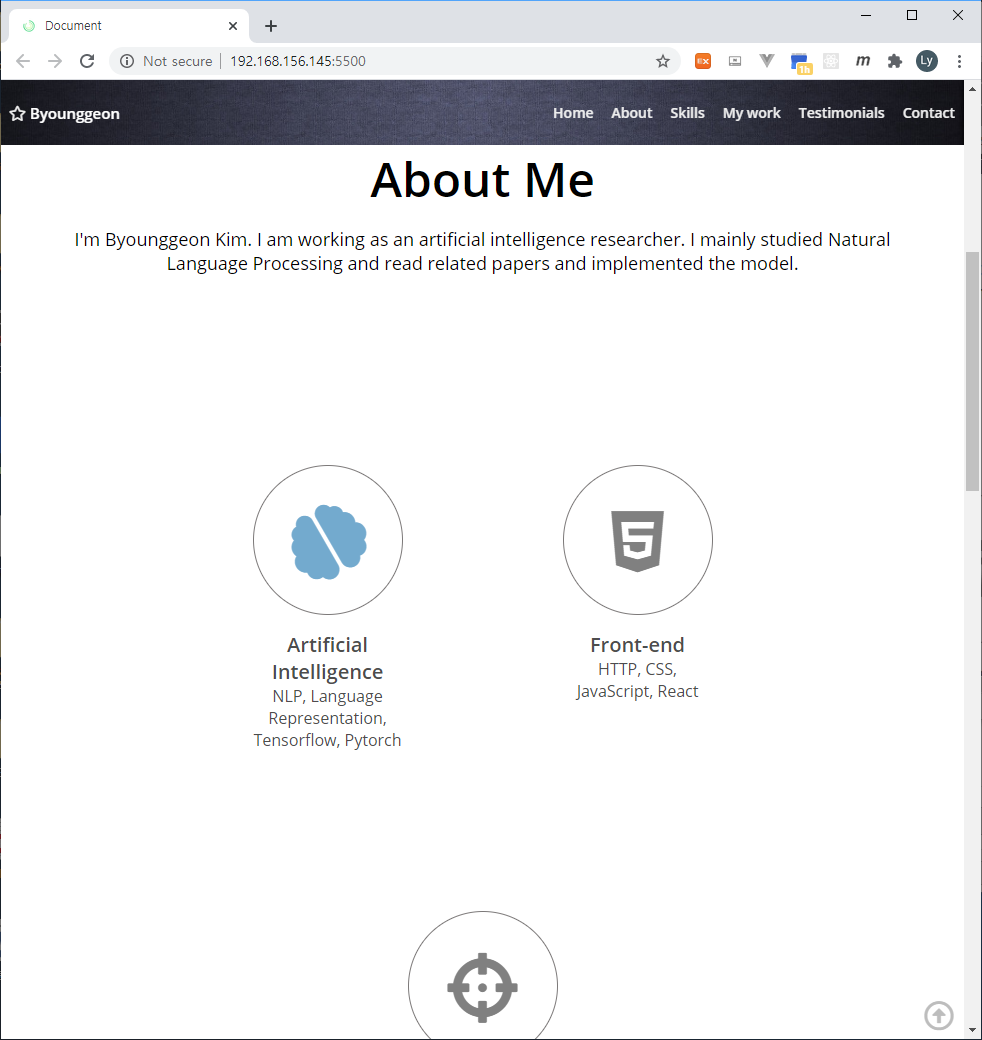 Document
Not secure | 192.168.156.145:5500
EX
1h
m
Ly
Byounggeon
Home About Skills My work Testimonials Contact
About Me
I'm Byounggeon Kim. I am working as an artificial intelligence researcher. I mainly studied Natural
Language Processing and read related papers and implemented the model.
5
Artificial
Intelligence
NLP, Language
Representation,
Tensorflow, Pytorch
Front-end
HTTP, CSS,
JavaScript, React